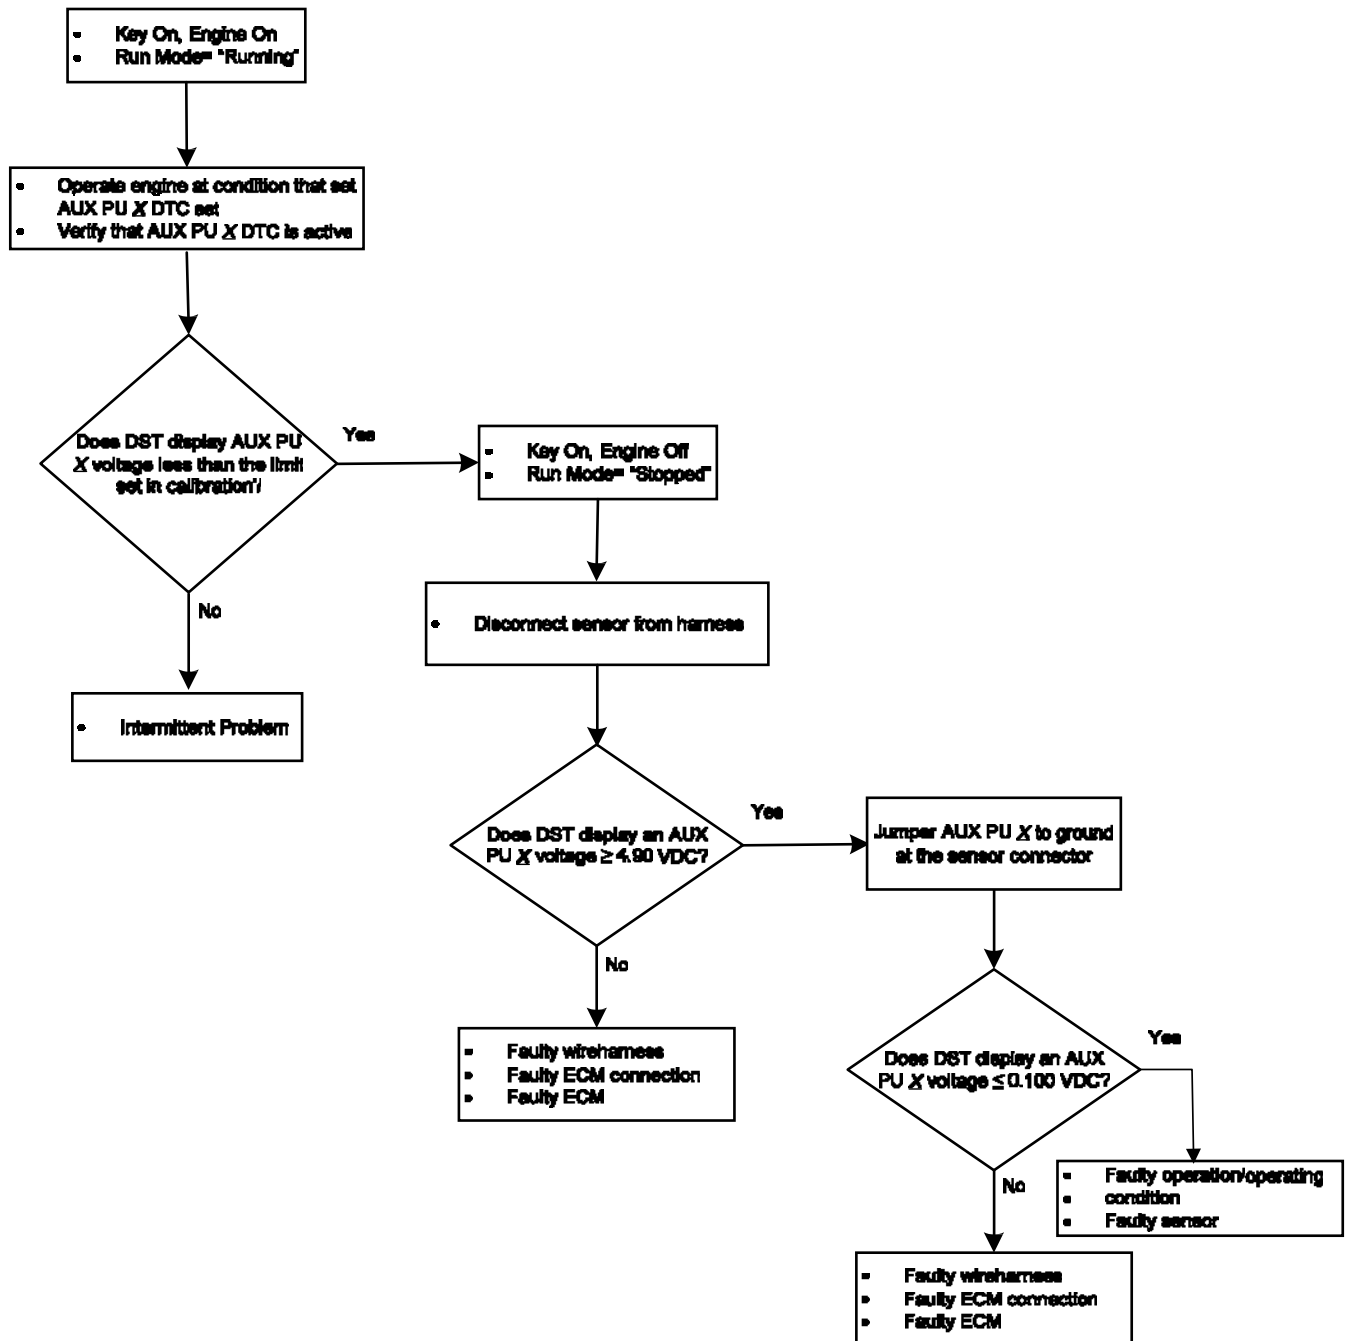 • Key On, Engine On
• Run Mode= "Running"
• Operate engine at condition that set
AUX PU X DTC set
• Verify that AUX PU X DTC is active
Does DST display AUX PU
X voltage less than the limit
set in calibration?
Yes
No
• Intermittent Problem
• Key On, Engine Off
• Run Mode= "Stopped"
• Disconnect sensor from harness
Does DST display an AUX
PU X voltage ≥ 4.90 VDC?
Yes
No
• Faulty wireharness
• Faulty ECM connection
• Faulty ECM
Jumper AUX PU X to ground
at the sensor connector
Does DST display an AUX
PU X voltage ≤ 0.100 VDC?
Yes
No
• Faulty operation/operating
• condition
• Faulty sensor
• Faulty wireharness
• Faulty ECM connection
• Faulty ECM